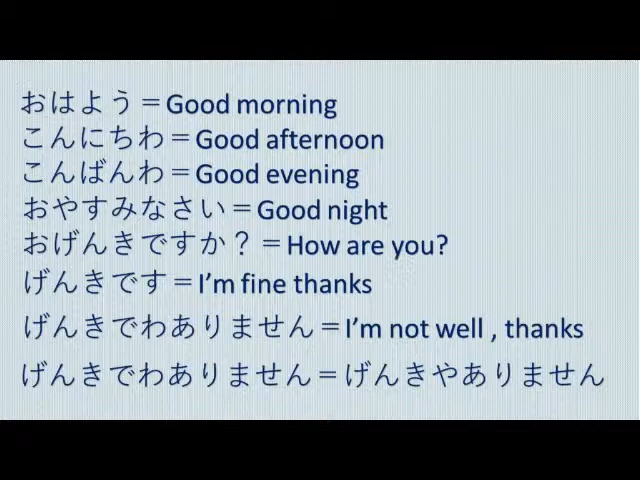 おはよう＝Good morning
こんにちわ＝Good afternoon
こんばんわ＝Good evening
おやすみなさい＝Good night
おげんきですか？＝How are you?
げんきです＝I'm fine thanks
げんきでわありません＝I'm not well , thanks
げんきでわありません＝げんきやありません